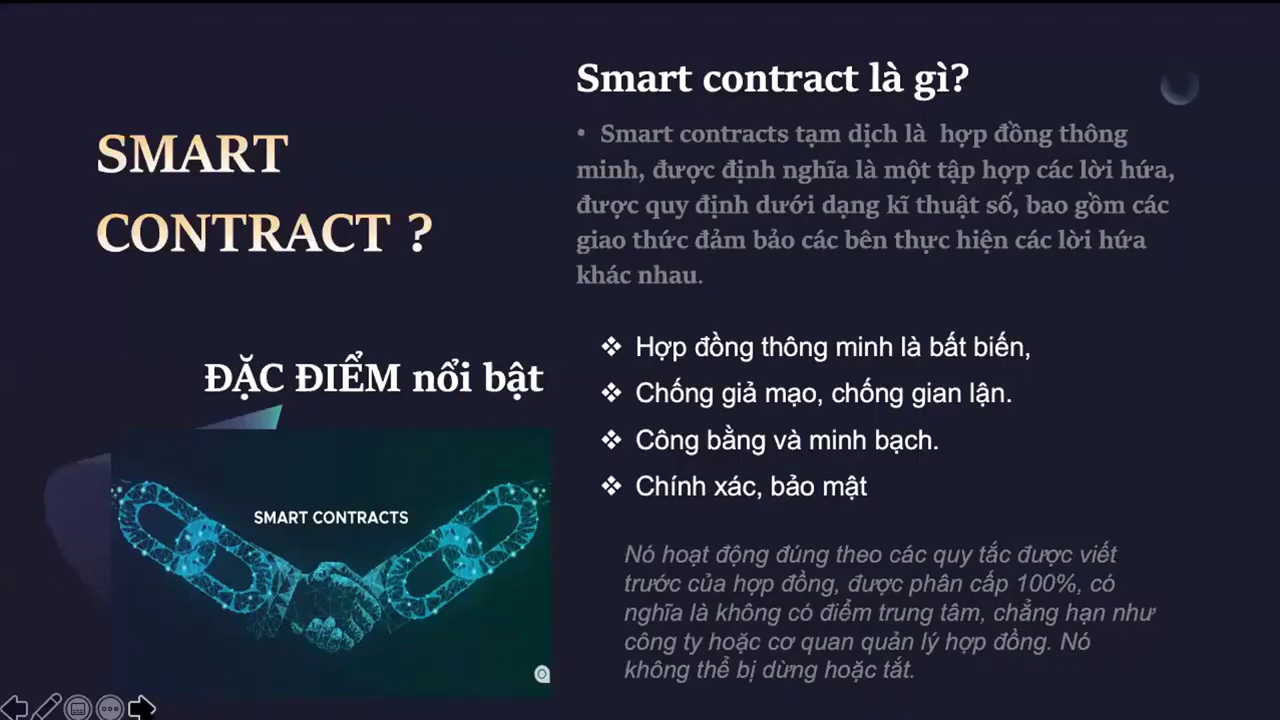 SMART
CONTRACT ?
ĐẶC ĐIỂM nổi bật
SMART CONTRACTS
Smart contract là gì?
• Smart contracts tạm dịch là hợp đồng thông
minh, được định nghĩa là một tập hợp các lời hứa,
được quy định dưới dạng kĩ thuật số, bao gồm các
giao thức đảm bảo các bên thực hiện các lời hứa
khác nhau.
❖ Hợp đồng thông minh là bất biến,
❖ Chống giả mạo, chống gian lận.
❖ Công bằng và minh bạch.
❖ Chính xác, bảo mật
Nó hoạt động đúng theo các quy tắc được viết
trước của hợp đồng, được phân cấp 100%, có
nghĩa là không có điểm trung tâm, chẳng hạn như
công ty hoặc cơ quan quản lý hợp đồng. Nó
không thể bị dừng hoặc tắt.